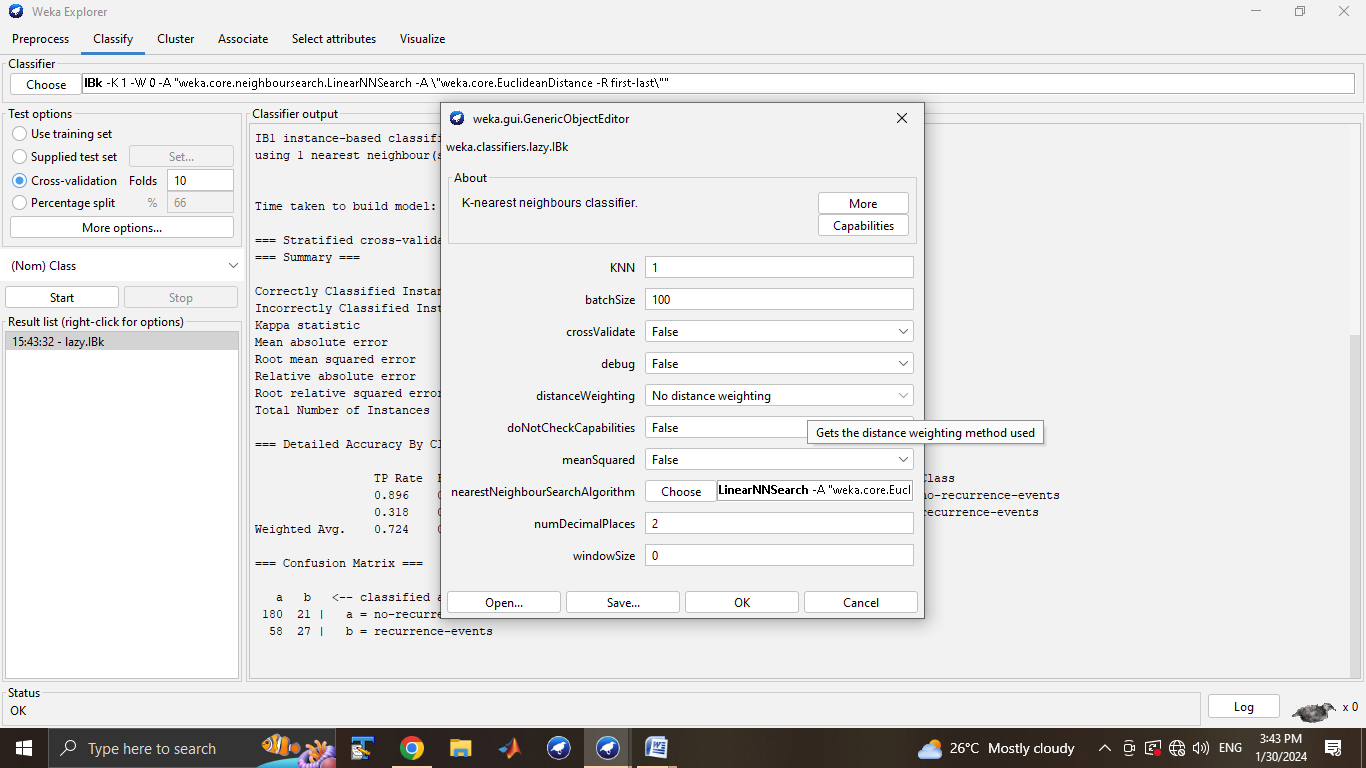 Weka Explorer
Preprocess Classify Cluster Associate Select attributes Visualize
Classifier
Choose IBk -K 1 -W 0 -A "weka.core.neighboursearch.LinearNNSearch -A \"weka.core.EuclideanDistance -R first-last\""
Test options
Use training set
Supplied test set Set...
Cross-validation Folds 10
Percentage split % 66
More options...
(Nom) Class
Start Stop
Result list (right-click for options)
15:43:32 - lazy.IBk
Classifier output
IB1 instance-based classifi
using 1 nearest neighbour(s
Time taken to build model:
=== Stratified cross-valida
=== Summary ===
Correctly Classified Instan
Incorrectly Classified Inst
Kappa statistic
Mean absolute error
Root mean squared error
Relative absolute error
Root relative squared error
Total Number of Instances
=== Detailed Accuracy By Cl
TP Rate Class
0.896 no-recurrence-events
0.318 recurrence-events
Weighted Avg. 0.724
=== Confusion Matrix ===
a b <-- classified a
180 21 | a = no-recurre
58 27 | b = recurrence-events
weka.gui.GenericObjectEditor
weka.classifiers.lazy.IBk
About
K-nearest neighbours classifier.
More
Capabilities
KNN 1
batchSize 100
crossValidate False
debug False
distanceWeighting No distance weighting
doNotCheckCapabilities False
Gets the distance weighting method used
meanSquared False
nearestNeighbourSearchAlgorithm Choose LinearNNSearch -A "weka.core.Eucl
numDecimalPlaces 2
windowSize 0
Open... Save... OK Cancel
Status
OK
Log x 0
Type here to search
26°C Mostly cloudy ENG
3:43 PM
1/30/2024